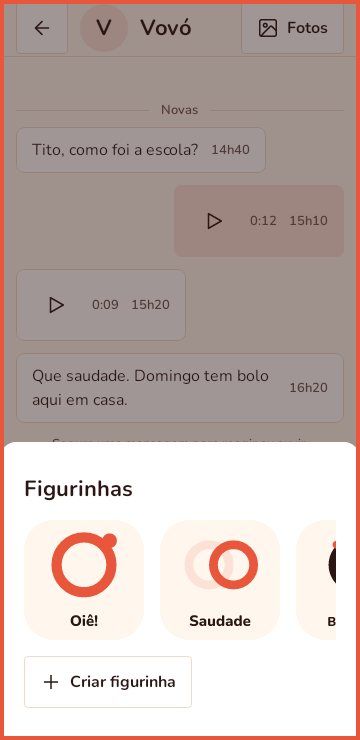 V Vovó Fotos
Novas
Tito, como foi a escola? 14h40
0:12 15h10
0:09 15h20
Que saudade. Domingo tem bolo
aqui em casa. 16h20
Figurinhas
Oiê! Saudade B
Criar figurinha